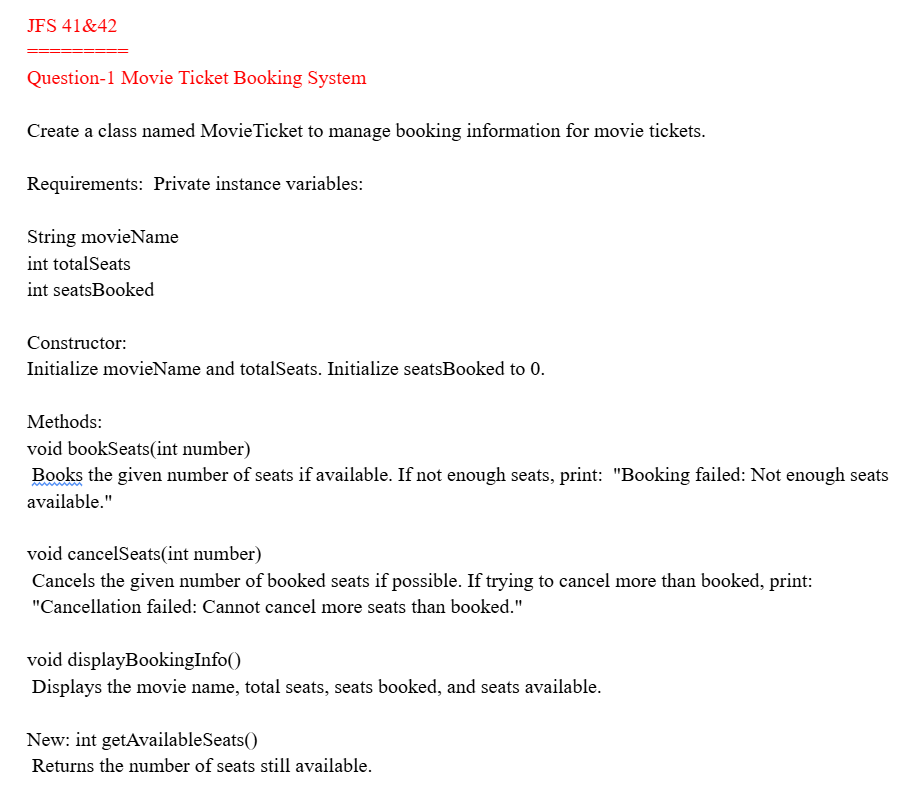 JFS 41&42
=========
Question-1 Movie Ticket Booking System
Create a class named MovieTicket to manage booking information for movie tickets.
Requirements:  Private instance variables:
String movieName
int totalSeats
int seatsBooked
Constructor:
Initialize movieName and totalSeats. Initialize seatsBooked to 0.
Methods:
void bookSeats(int number)
Books the given number of seats if available. If not enough seats, print:  "Booking failed: Not enough seats
available."
void cancelSeats(int number)
Cancels the given number of booked seats if possible. If trying to cancel more than booked, print:
"Cancellation failed: Cannot cancel more seats than booked."
void displayBookingInfo()
Displays the movie name, total seats, seats booked, and seats available.
New: int getAvailableSeats()
Returns the number of seats still available.